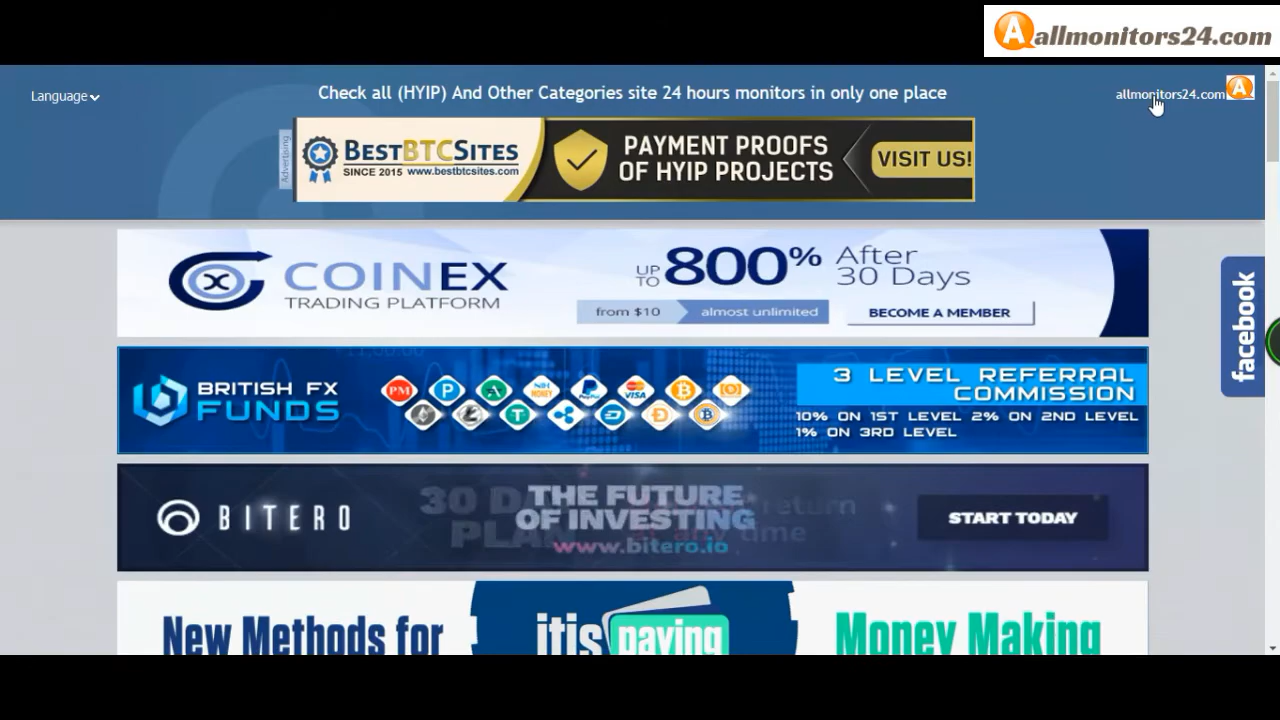 allmonitors24.com
Language
Check all (HYIP) And Other Categories site 24 hours monitors in only one place
allmonitors24.com
Advertising
BESTBTCSITES
SINCE 2015 www.bestbtcsites.com
PAYMENT PROOFS
OF HYIP PROJECTS
VISIT US!
COINEX
TRADING PLATFORM
UP TO 800% After 30 Days
from $10
almost unlimited
BECOME A MEMBER
facebook
BRITISH FX
FUNDS
3 LEVEL REFERRAL
COMMISSION
10% ON 1ST LEVEL 2% ON 2ND LEVEL
1% ON 3RD LEVEL
BITERO
THE FUTURE
OF INVESTING
www.bitero.io
START TODAY
New Methods for
itis paying
Money Making